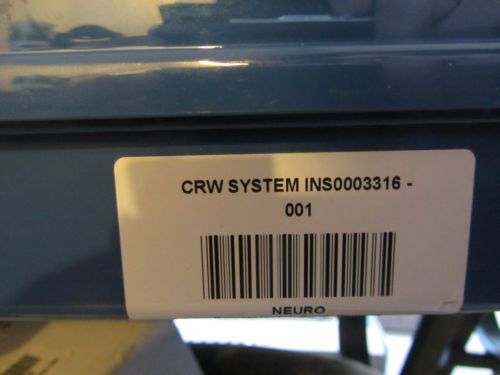 CRW SYSTEM INS0003316 -
001
NEURO